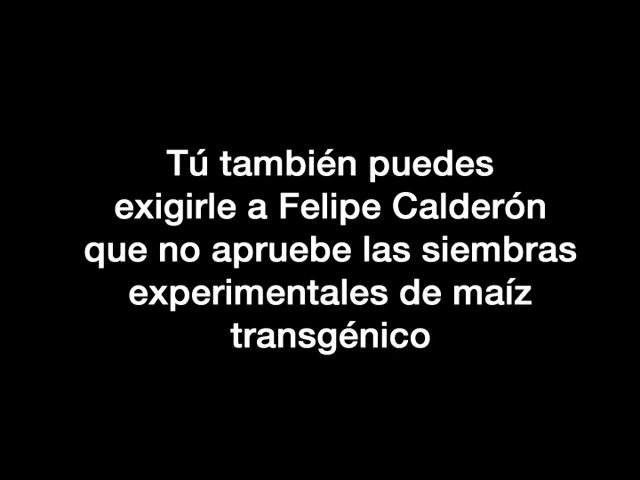 Tú también puedes
exigirle a Felipe Calderón
que no apruebe las siembras
experimentales de maíz
transgénico